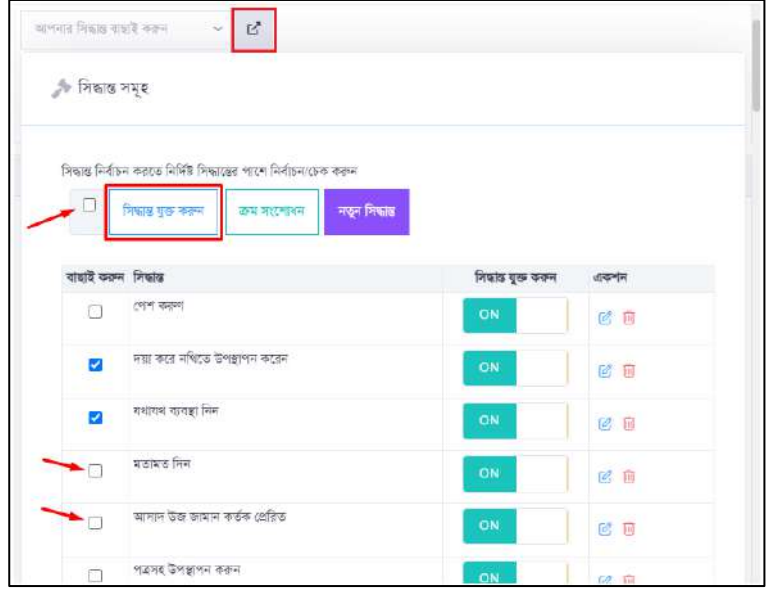 আপনার সিদ্ধান্ত বাছাই করুন
সিদ্ধান্ত সমূহ
সিদ্ধান্ত নির্বাচন করতে নির্দিষ্ট সিদ্ধান্তের পাশে নির্বাচন/চেক করুন
সিদ্ধান্ত যুক্ত করুন ক্রম সংশোধন নতুন সিদ্ধান্ত
বাছাই করুন সিদ্ধান্ত সিদ্ধান্ত যুক্ত করুন একশন
পেশ করুণ ON
দয়া করে নথিতে উপস্থাপন করেন ON
যথাযথ ব্যবস্থা নিন ON
মতামত দিন ON
আসাদ উজ জামান কর্তক প্রেরিত ON
পত্রসহ উপস্থাপন করুন ON